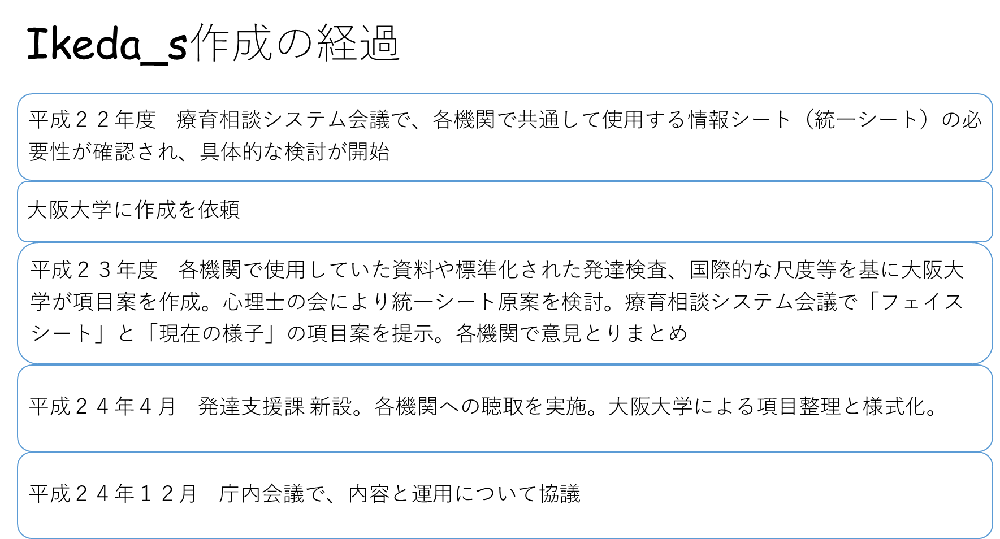 Ikeda_s作成の経過
平成２２年度　療育相談システム会議で、各機関で共通して使用する情報シート（統一シート）の必
要性が確認され、具体的な検討が開始
大阪大学に作成を依頼
平成２３年度　各機関で使用していた資料や標準化された発達検査、国際的な尺度等を基に大阪大
学が項目案を作成。心理士の会により統一シート原案を検討。療育相談システム会議で「フェイス
シート」と「現在の様子」の項目案を提示。各機関で意見とりまとめ
平成２４年４月　発達支援課 新設。各機関への聴取を実施。大阪大学による項目整理と様式化。
平成２４年１２月　庁内会議で、内容と運用について協議